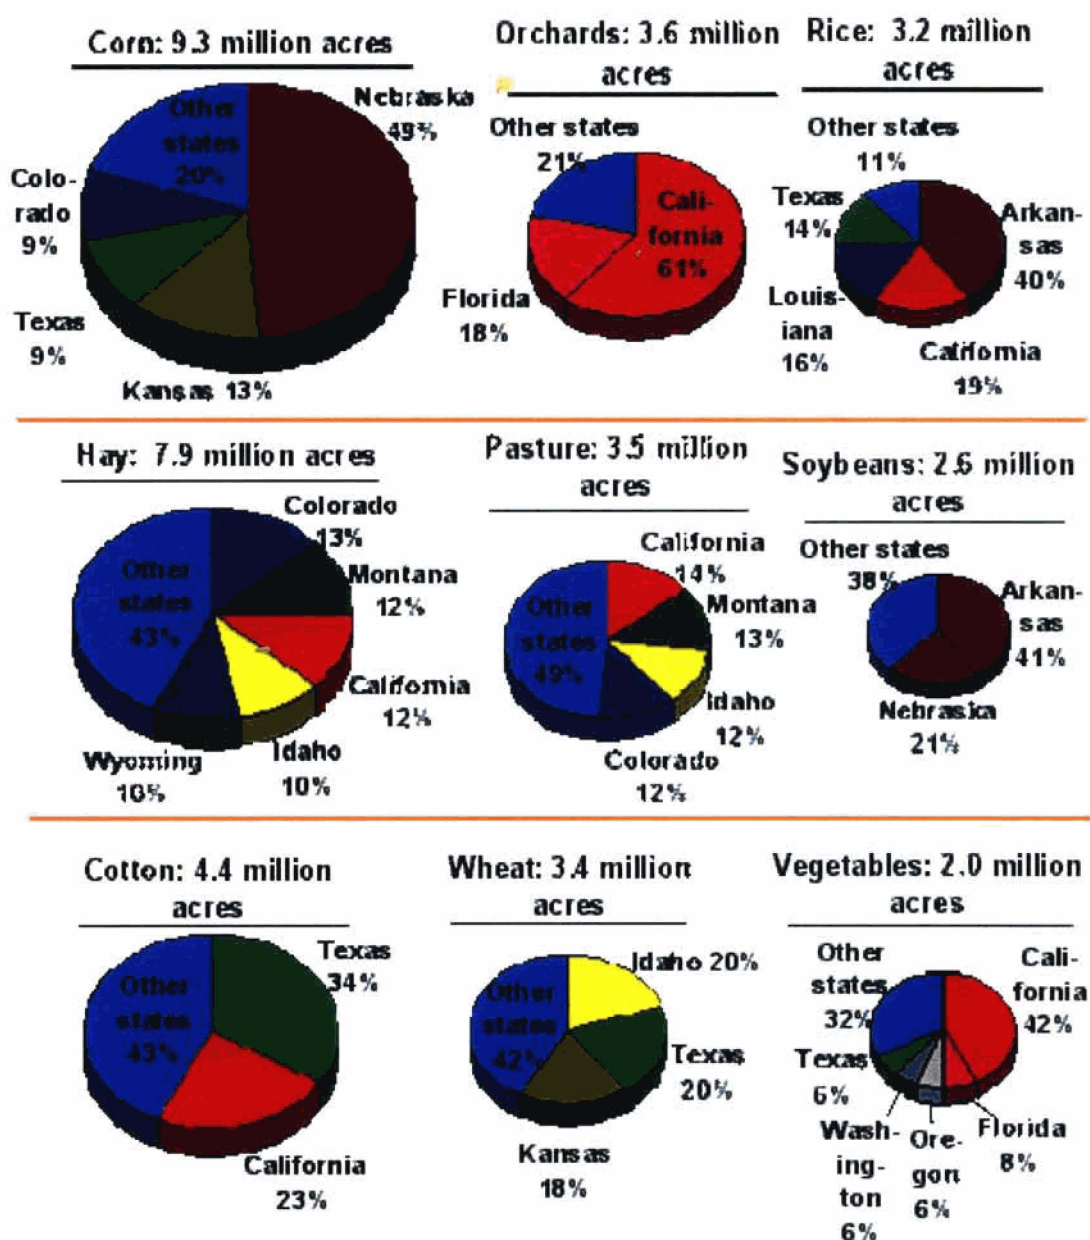 Corn: 9.3 million acres
Nebraska
49%
Other
states
20%
Colo-
rado
9%
Texas
9%
Kansas 13%
Orchards: 3.6 million
acres
Other states
21%
Cali-
fornia
61%
Florida
18%
Rice: 3.2 million
acres
Other states
11%
Texas
14%
Arkan-
sas
40%
Louis-
iana
16%
California
19%
Hay: 7.9 million acres
Colorado
13%
Other
states
43%
Montana
12%
California
12%
Wyoming
10%
Idaho
10%
Pasture: 3.5 million
acres
California
14%
Other
states
49%
Montana
13%
Idaho
12%
Colorado
12%
Soybeans: 2.6 million
acres
Other states
38%
Arkan-
sas
41%
Nebraska
21%
Cotton: 4.4 million
acres
Texas
34%
Other
states
43%
California
23%
Wheat: 3.4 million
acres
Idaho 20%
Other
states
42%
Texas
20%
Kansas
18%
Vegetables: 2.0 million
acres
Other
states
32%
Cali-
fornia
42%
Texas
6%
Wash-
ing-
ton
6%
Ore-
gon
6%
Florida
8%